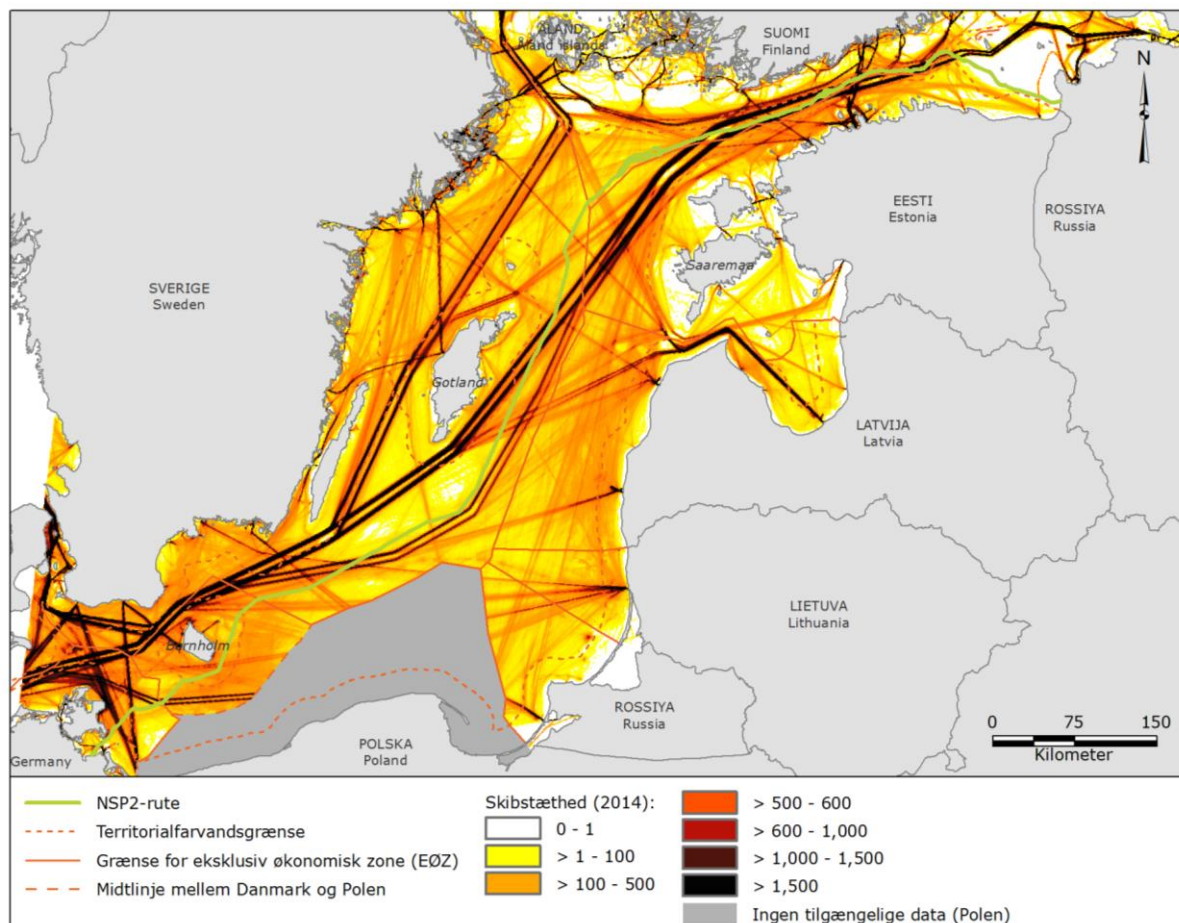 ÅLAND
Åland islands
SUOMI
Finland
N
EESTI
Estonia
ROSSIYA
Russia
SVERIGE
Sweden
Saaremaa
Gotland
LATVIJA
Latvia
LIETUVA
Lithuania
Bornholm
ROSSIYA
Russia
POLSKA
Poland
Germany
0 75 150
Kilometer
NSP2-rute
Territorialfarvandsgrænse
Grænse for eksklusiv økonomisk zone (EØZ)
Midtlinje mellem Danmark og Polen
Skibstæthed (2014):
0 - 1
> 1 - 100
> 100 - 500
> 500 - 600
> 600 - 1,000
> 1,000 - 1,500
> 1,500
Ingen tilgængelige data (Polen)